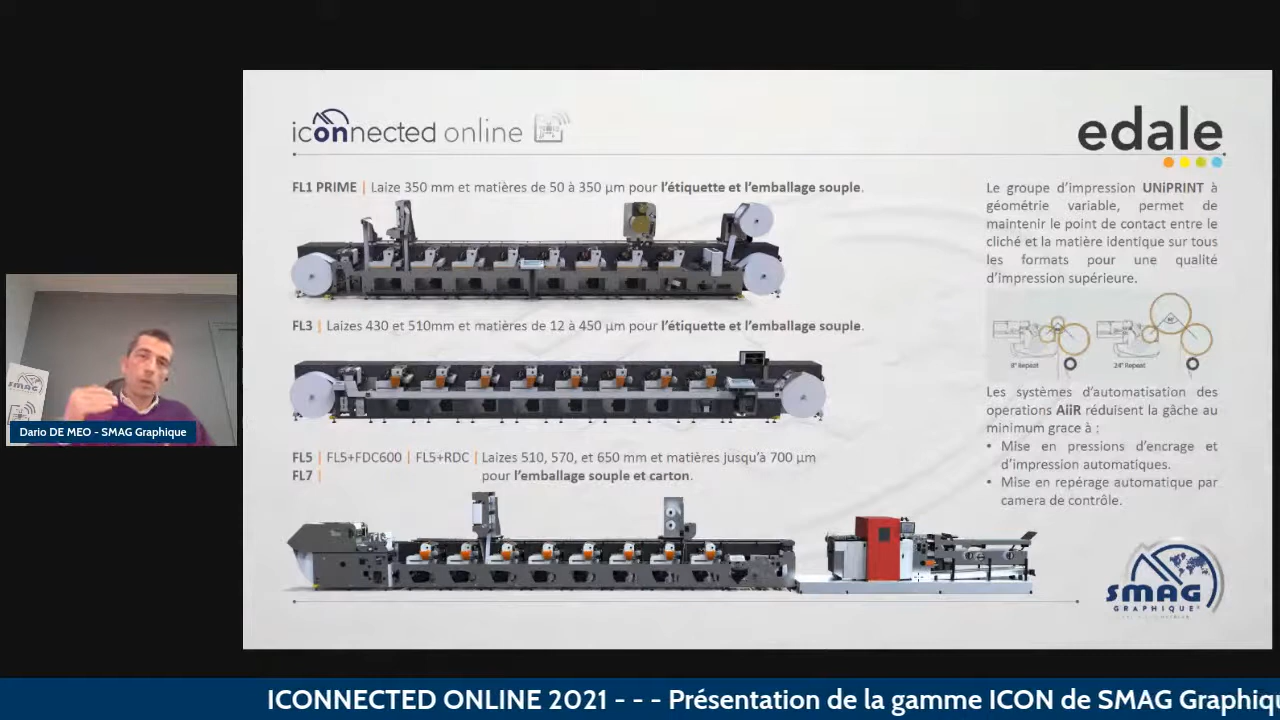 iconnected online
edale
FL1 PRIME | Laize 350 mm et matières de 50 à 350 µm pour l'étiquette et l'emballage souple.
FL3 | Laizes 430 et 510mm et matières de 12 à 450 µm pour l'étiquette et l'emballage souple.
FL5 | FL5+FDC600 | FL5+RDC | Laizes 510, 570, et 650 mm et matières jusqu'à 700 µm
FL7 | pour l'emballage souple et carton.
Le groupe d'impression UNiPRINT à
géométrie variable, permet de
maintenir le point de contact entre le
cliché et la matière identique sur tous
les formats pour une qualité
d'impression supérieure.
8" Repeat
24" Repeat
Les systèmes d'automatisation des
operations AiiR réduisent la gâche au
minimum grace à :
• Mise en pressions d'encrage et
d'impression automatiques.
• Mise en repérage automatique par
camera de contrôle.
SMAG
GRAPHIQUE
SMAG
Dario DE MEO - SMAG Graphique
ICONNECTED ONLINE 2021 - - - Présentation de la gamme ICON de SMAG Graphiqu